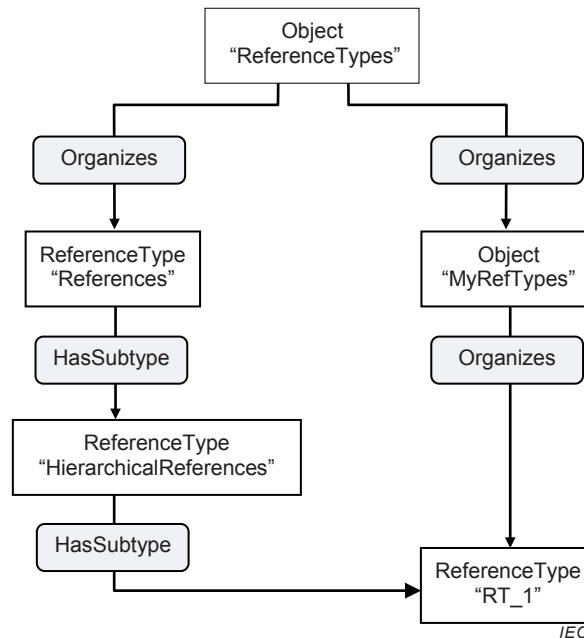 Object
“ReferenceTypes”
Organizes
Organizes
ReferenceType
“References”
Object
“MyRefTypes”
HasSubtype
Organizes
ReferenceType
“HierarchicalReferences”
HasSubtype
ReferenceType
“RT_1”
IEC